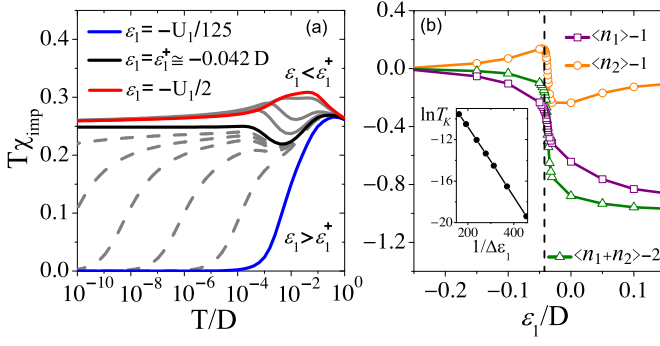 (a)
ε₁= −U₁/125
ε₁=ε₁⁺≅ −0.042 D
ε₁= −U₁/2
ε₁<ε₁⁺
ε₁>ε₁⁺
Tχimp
0.4
0.3
0.2
0.1
0.0
10⁻¹⁰ 10⁻⁸ 10⁻⁶ 10⁻⁴ 10⁻² 10⁰
T/D
(b)
<n₁>−1
<n₂>−1
<n₁+n₂>−2
0.4
0.0
-0.4
-0.8
-1.2
-0.2 -0.1 0.0 0.1
ε₁/D
lnT_K
-12
-16
-20
200 400
1/Δε₁